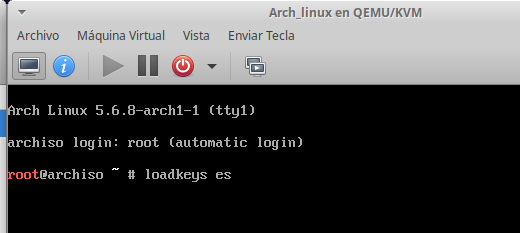 Arch_linux en QEMU/KVM
Archivo Máquina Virtual Vista Enviar Tecla
Arch Linux 5.6.8-arch1-1 (tty1)
archiso login: root (automatic login)
root@archiso ~ # loadkeys es